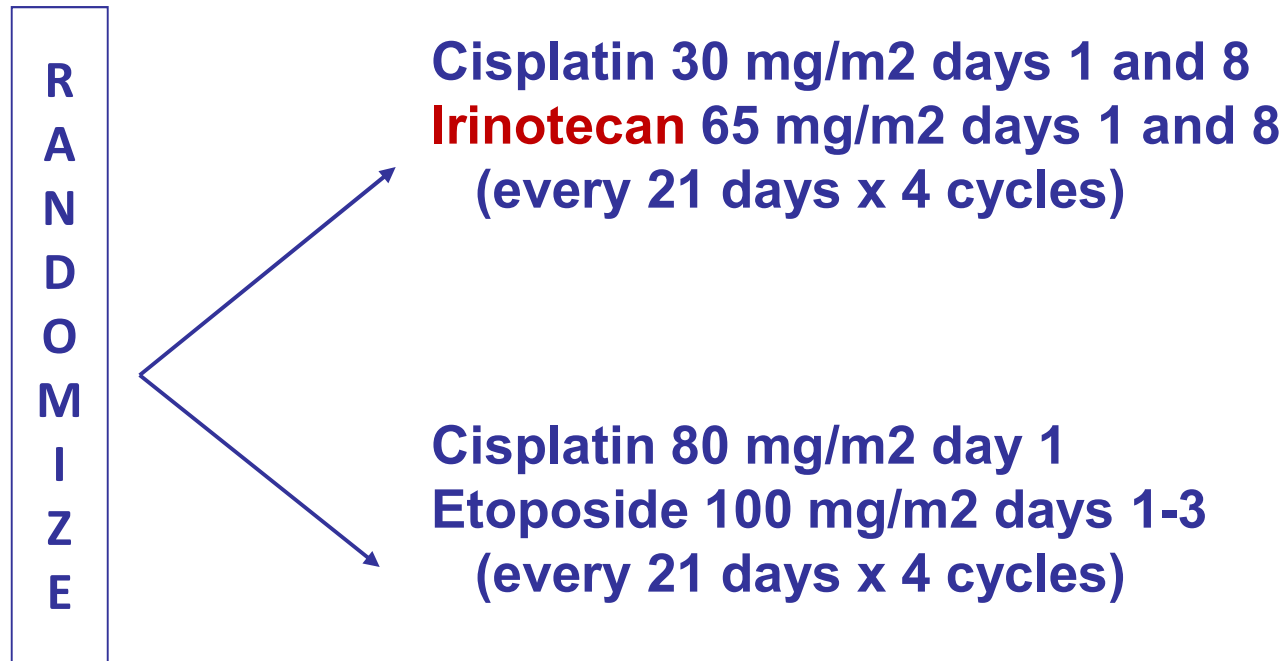 RANDOMIZE
Cisplatin 30 mg/m2 days 1 and 8
Irinotecan 65 mg/m2 days 1 and 8
(every 21 days x 4 cycles)
Cisplatin 80 mg/m2 day 1
Etoposide 100 mg/m2 days 1-3
(every 21 days x 4 cycles)